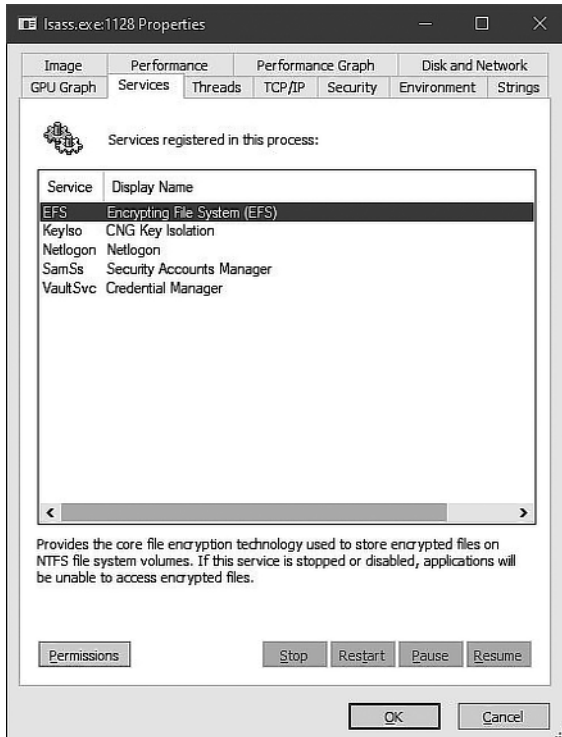 lsass.exe:1128 Properties
Image Performance Performance Graph Disk and Network
GPU Graph Services Threads TCP/IP Security Environment Strings
Services registered in this process:
Service Display Name
EFS Encrypting File System (EFS)
KeyIso CNG Key Isolation
Netlogon Netlogon
SamSs Security Accounts Manager
VaultSvc Credential Manager
Provides the core file encryption technology used to store encrypted files on
NTFS file system volumes. If this service is stopped or disabled, applications will
be unable to access encrypted files.
Permissions Stop Restart Pause Resume
OK Cancel